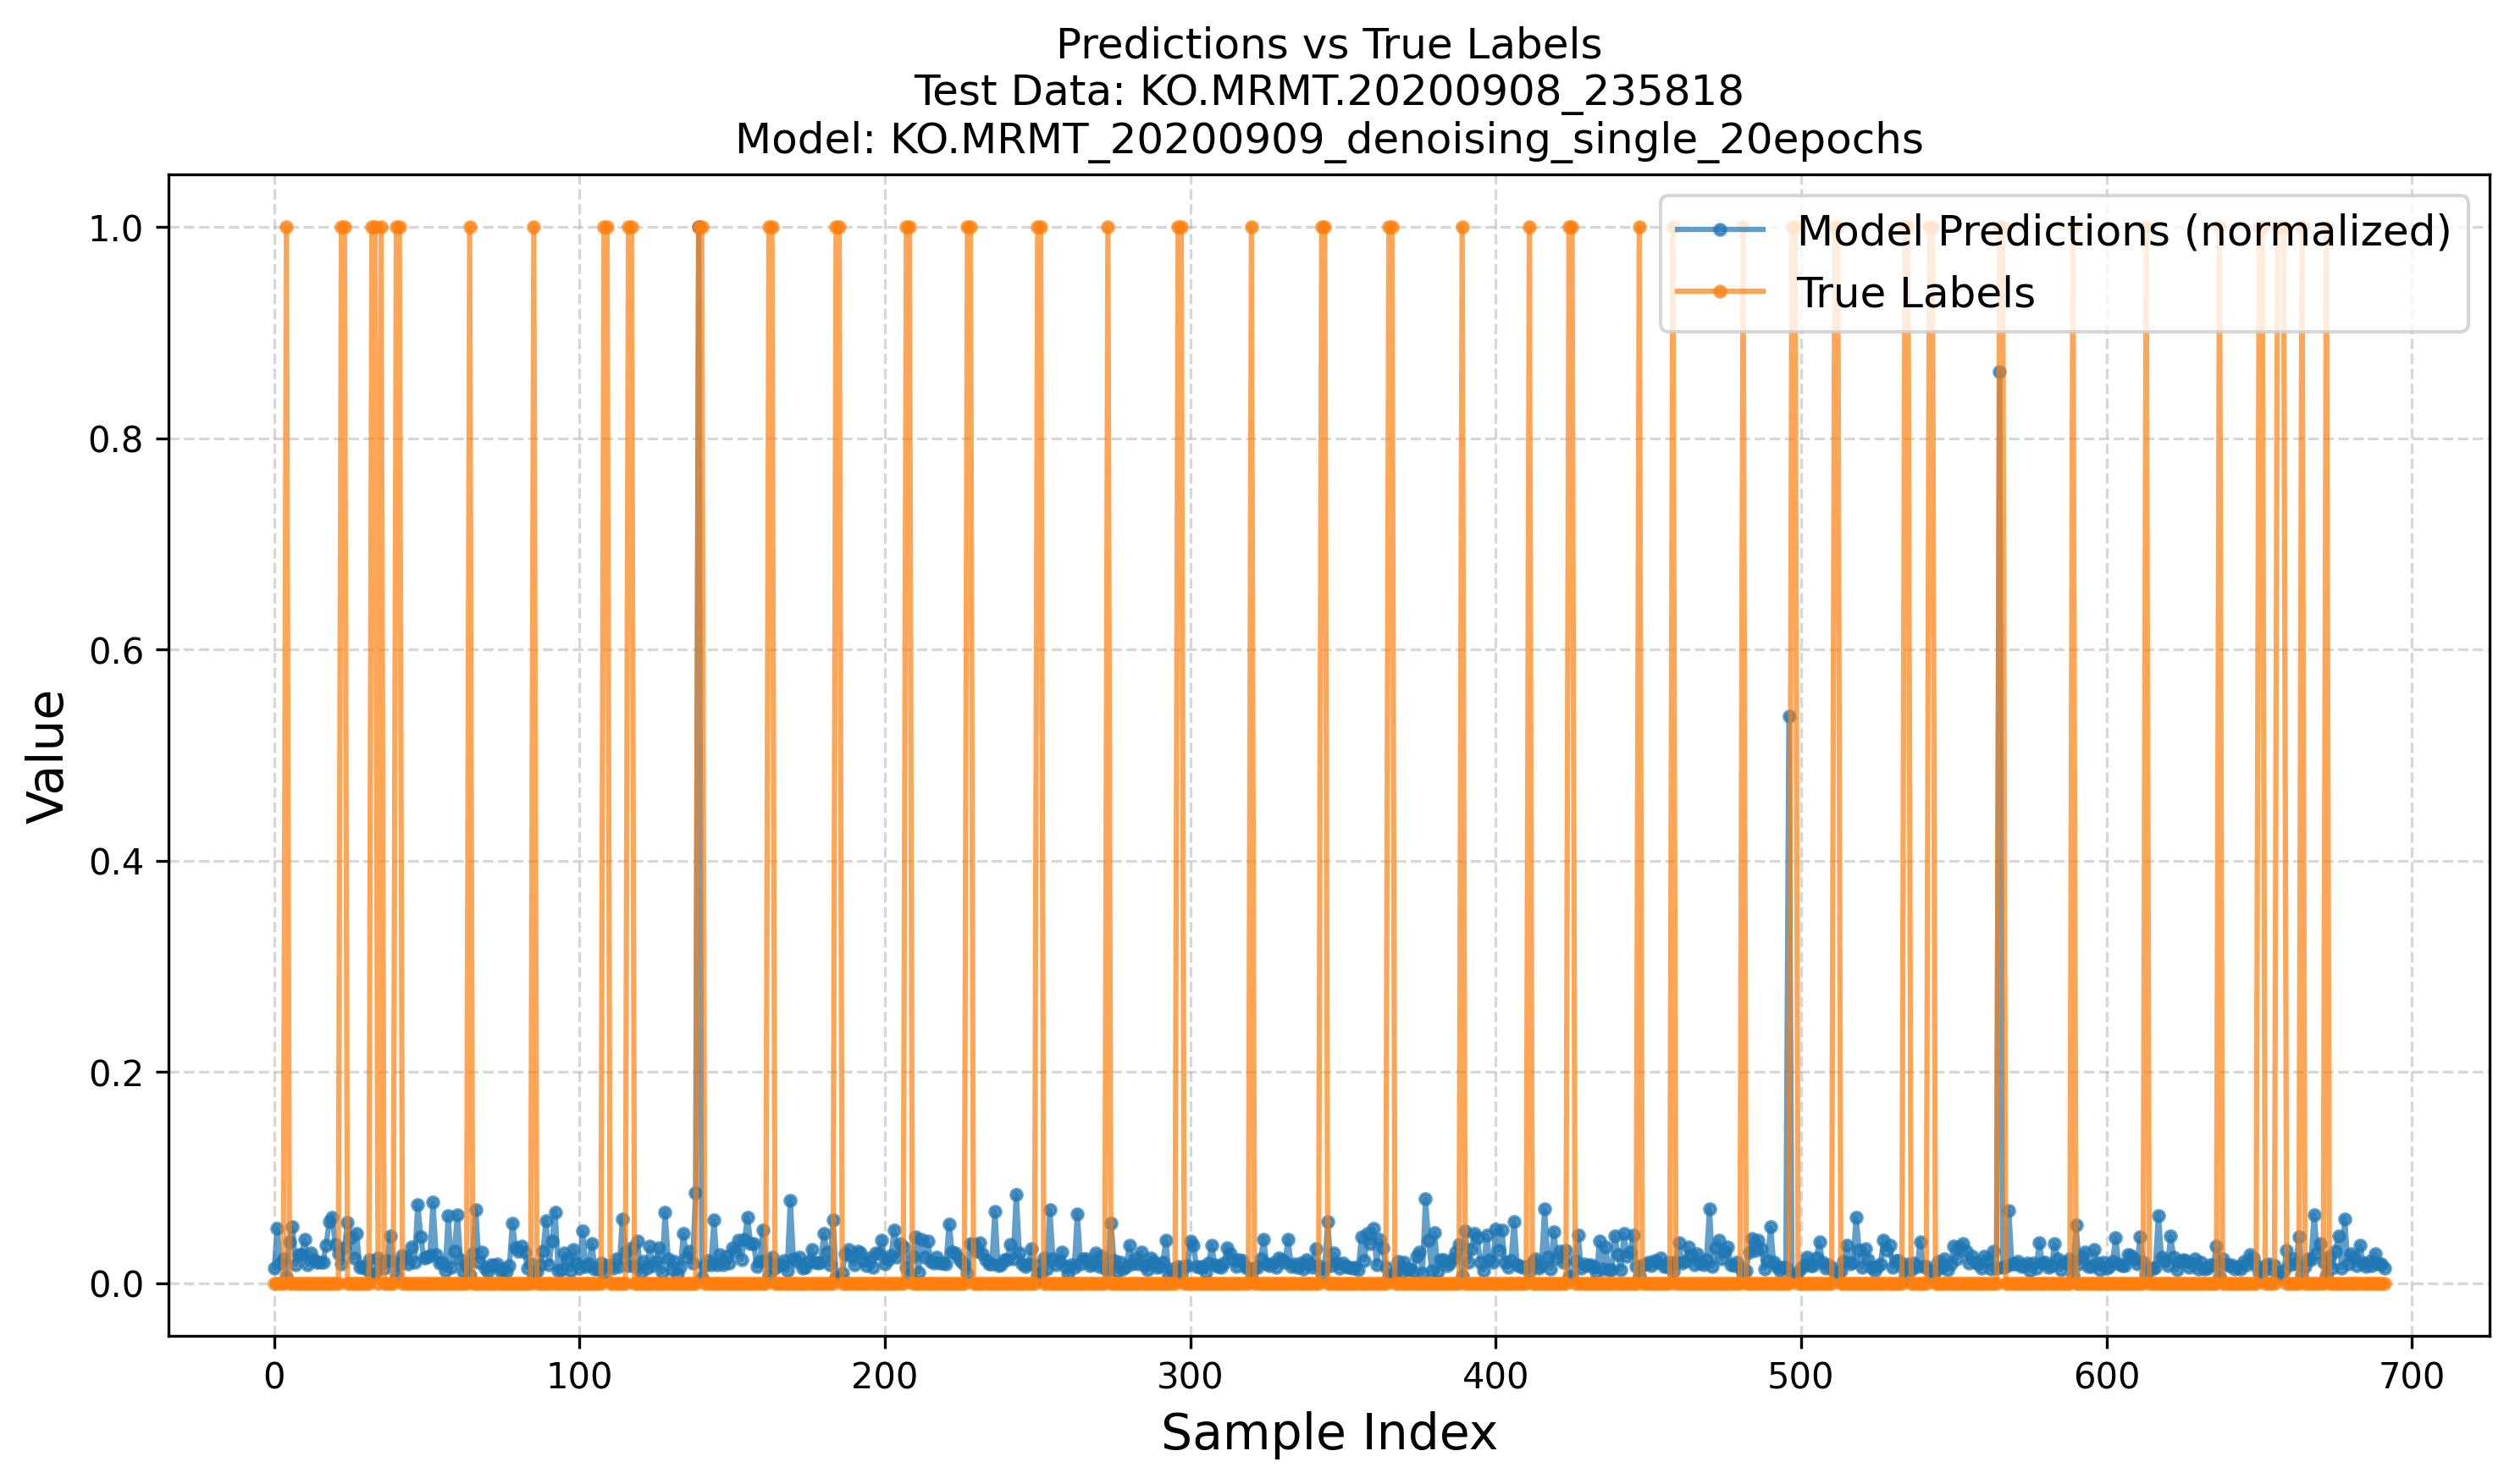 Predictions vs True Labels
Test Data: KO.MRMT.20200908_235818
Model: KO.MRMT_20200909_denoising_single_20epochs
Model Predictions (normalized)
True Labels
Value
1.0
0.8
0.6
0.4
0.2
0.0
0 100 200 300 400 500 600 700
Sample Index